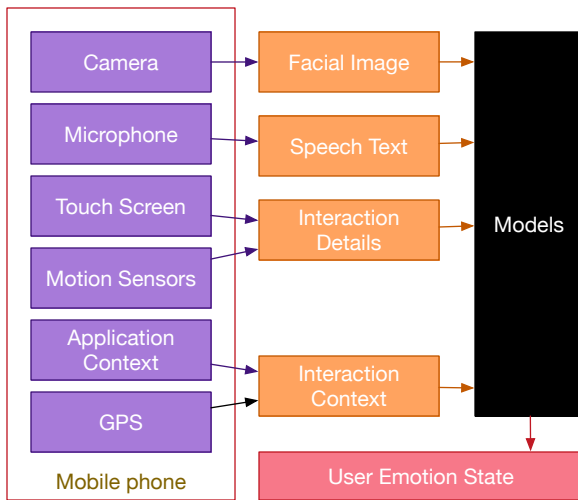 Camera
Facial Image
Microphone
Speech Text
Touch Screen
Interaction
Details
Models
Motion Sensors
Application
Context
Interaction
Context
GPS
Mobile phone
User Emotion State